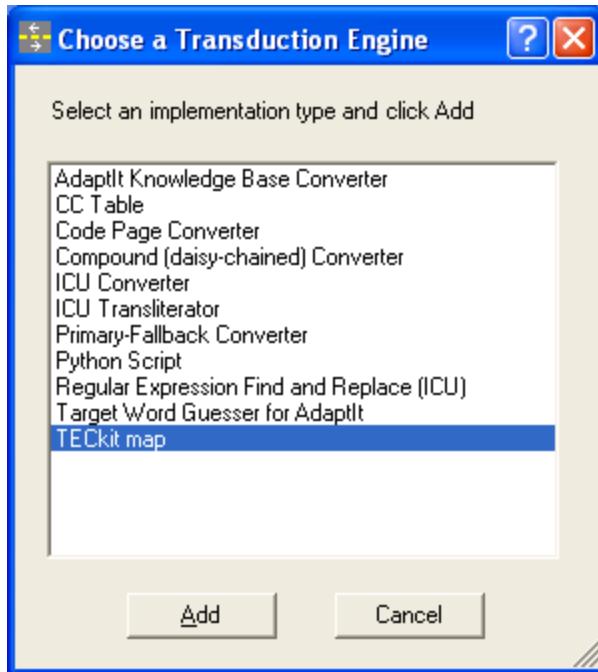 Choose a Transduction Engine
Select an implementation type and click Add
AdaptIt Knowledge Base Converter
CC Table
Code Page Converter
Compound (daisy-chained) Converter
ICU Converter
ICU Transliterator
Primary-Fallback Converter
Python Script
Regular Expression Find and Replace (ICU)
Target Word Guesser for AdaptIt
TECkit map
Add Cancel